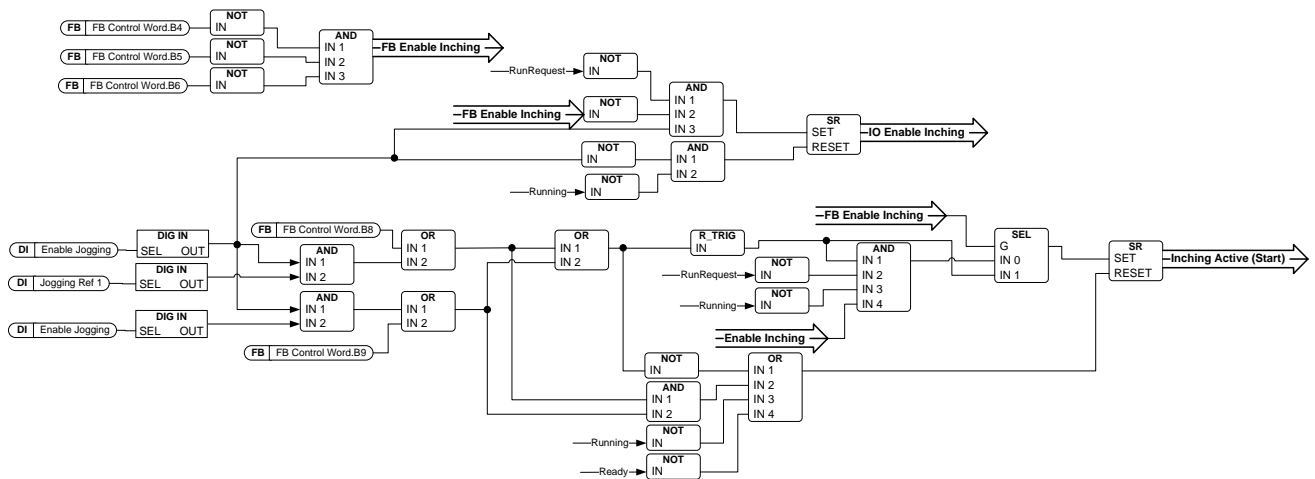 FB FB Control Word.B4
NOT
IN
FB FB Control Word.B5
NOT
IN
FB FB Control Word.B6
NOT
IN
AND
IN 1
IN 2
IN 3
FB Enable Inching
RunRequest
NOT
IN
FB Enable Inching
NOT
IN
AND
IN 1
IN 2
IN 3
NOT
IN
Running
NOT
IN
AND
IN 1
IN 2
SR
SET
RESET
IO Enable Inching
DI Enable Jogging
DIG IN
SEL OUT
DI Jogging Ref 1
DIG IN
SEL OUT
DI Enable Jogging
DIG IN
SEL OUT
FB FB Control Word.B8
AND
IN 1
IN 2
OR
IN 1
IN 2
AND
IN 1
IN 2
OR
IN 1
IN 2
FB FB Control Word.B9
OR
IN 1
IN 2
R_TRIG
IN
RunRequest
NOT
IN
Running
NOT
IN
Enable Inching
AND
IN 1
IN 2
IN 3
IN 4
FB Enable Inching
SEL
G
IN 0
IN 1
SR
SET
RESET
Inching Active (Start)
NOT
IN
AND
IN 1
IN 2
Running
NOT
IN
Ready
NOT
IN
OR
IN 1
IN 2
IN 3
IN 4